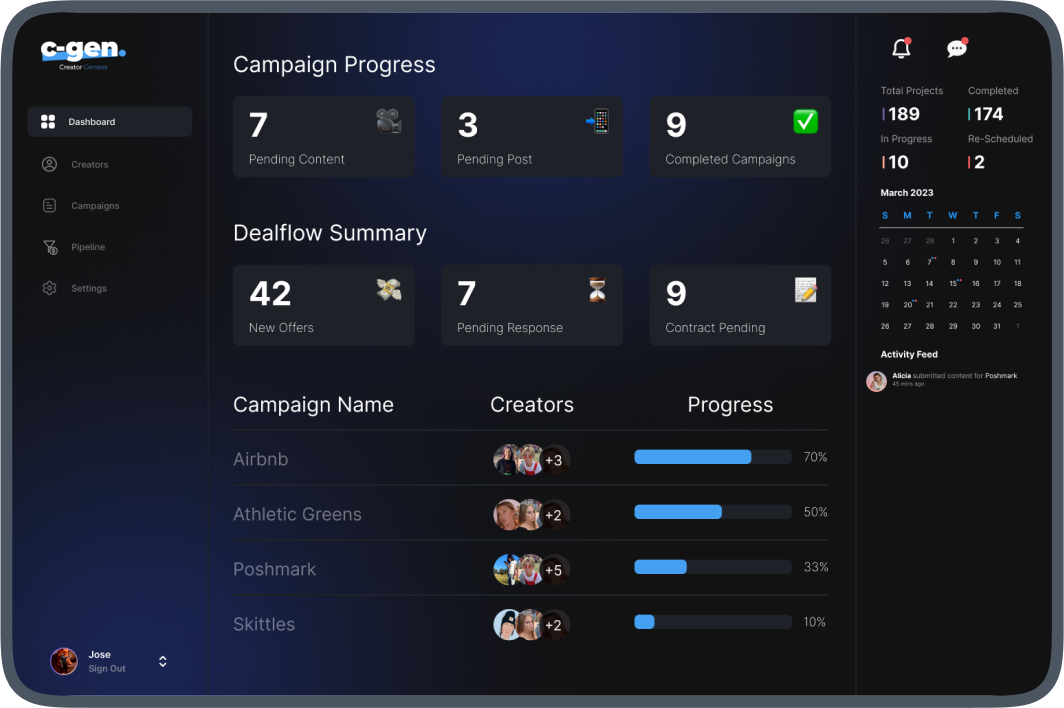 c-gen.
Creator Genesis
Dashboard
Creators
Campaigns
Pipeline
Settings
Jose
Sign Out
Campaign Progress
7
Pending Content
3
Pending Post
9
Completed Campaigns
Dealflow Summary
42
New Offers
7
Pending Response
9
Contract Pending
Campaign Name Creators Progress
Airbnb +3 70%
Athletic Greens +2 50%
Poshmark +5 33%
Skittles +2 10%
Total Projects Completed
189 174
In Progress Re-Scheduled
10 2
March 2023
S M T W T F S
26 27 28 1 2 3 4
5 6 7 8 9 10 11
12 13 14 15 16 17 18
19 20 21 22 23 24 25
26 27 28 29 30 31 1
Activity Feed
Alicia submitted content for Poshmark
45 mins ago